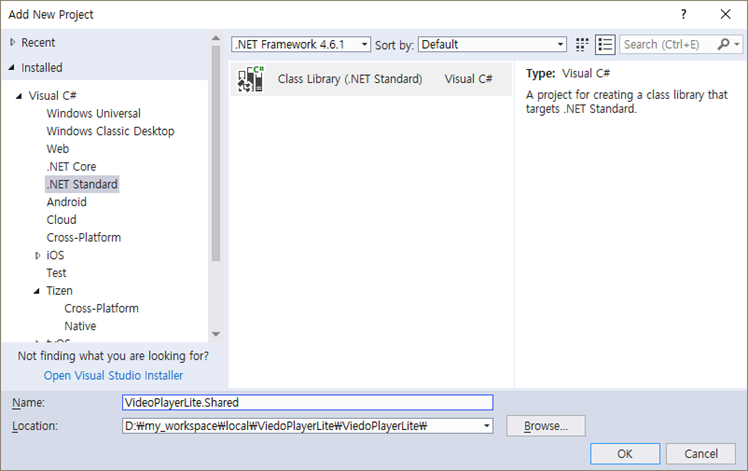 Add New Project
? ×
Recent
Installed
.NET Framework 4.6.1 Sort by: Default Search (Ctrl+E)
Visual C#
Windows Universal
Windows Classic Desktop
Web
.NET Core
.NET Standard
Android
Cloud
Cross-Platform
iOS
Test
Tizen
Cross-Platform
Native
tvOS
C#
Class Library (.NET Standard) Visual C#
Type: Visual C#
A project for creating a class library that
targets .NET Standard.
Not finding what you are looking for?
Open Visual Studio Installer
Name: VideoPlayerLite.Shared
Location: D:₩my_workspace₩local₩ViedoPlayerLite₩ViedoPlayerLite₩
Browse...
OK Cancel